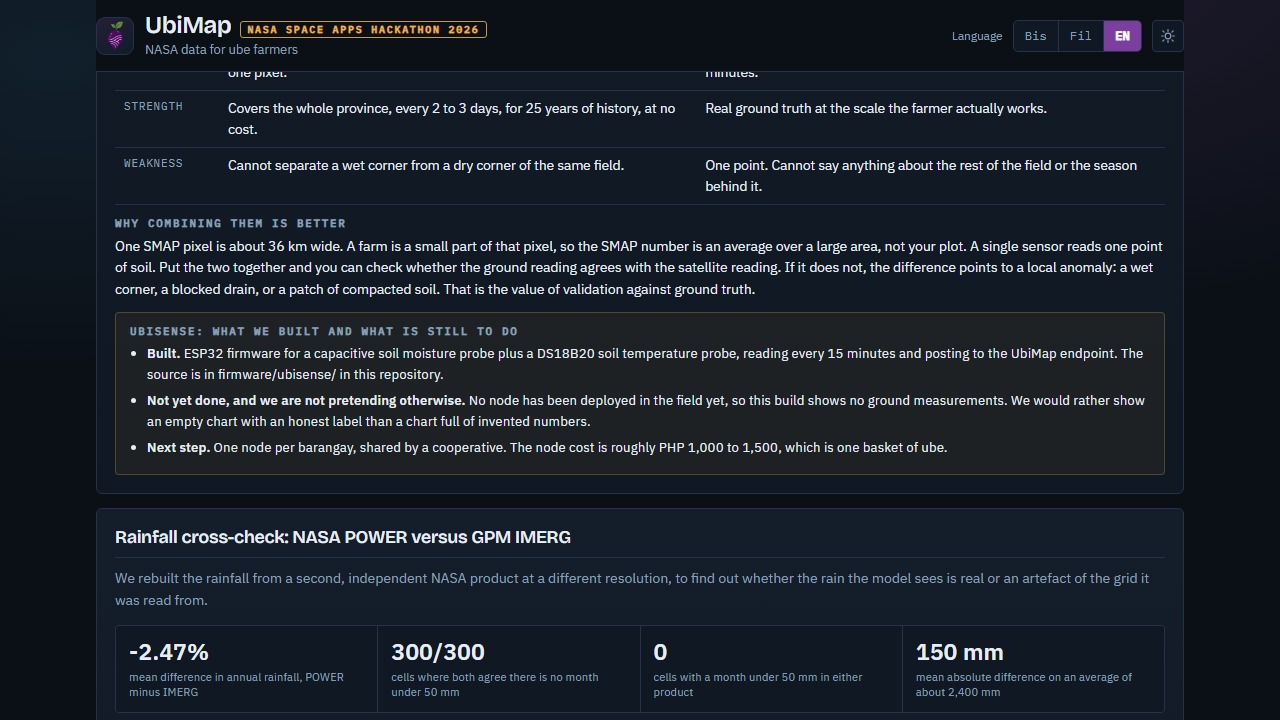 UbiMap NASA SPACE APPS HACKATHON 2026
NASA data for ube farmers
Language Bis Fil EN
one pixel. minutes.
STRENGTH Covers the whole province, every 2 to 3 days, for 25 years of history, at no Real ground truth at the scale the farmer actually works.
cost.
WEAKNESS Cannot separate a wet corner from a dry corner of the same field. One point. Cannot say anything about the rest of the field or the season
behind it.
WHY COMBINING THEM IS BETTER
One SMAP pixel is about 36 km wide. A farm is a small part of that pixel, so the SMAP number is an average over a large area, not your plot. A single sensor reads one point
of soil. Put the two together and you can check whether the ground reading agrees with the satellite reading. If it does not, the difference points to a local anomaly: a wet
corner, a blocked drain, or a patch of compacted soil. That is the value of validation against ground truth.
UBISENSE: WHAT WE BUILT AND WHAT IS STILL TO DO
• Built. ESP32 firmware for a capacitive soil moisture probe plus a DS18B20 soil temperature probe, reading every 15 minutes and posting to the UbiMap endpoint. The
source is in firmware/ubisense/ in this repository.
• Not yet done, and we are not pretending otherwise. No node has been deployed in the field yet, so this build shows no ground measurements. We would rather show
an empty chart with an honest label than a chart full of invented numbers.
• Next step. One node per barangay, shared by a cooperative. The node cost is roughly PHP 1,000 to 1,500, which is one basket of ube.
Rainfall cross-check: NASA POWER versus GPM IMERG
We rebuilt the rainfall from a second, independent NASA product at a different resolution, to find out whether the rain the model sees is real or an artefact of the grid it
was read from.
-2.47% 300/300 0 150 mm
mean difference in annual rainfall, POWER cells where both agree there is no month cells with a month under 50 mm in either mean absolute difference on an average of
minus IMERG under 50 mm product about 2,400 mm